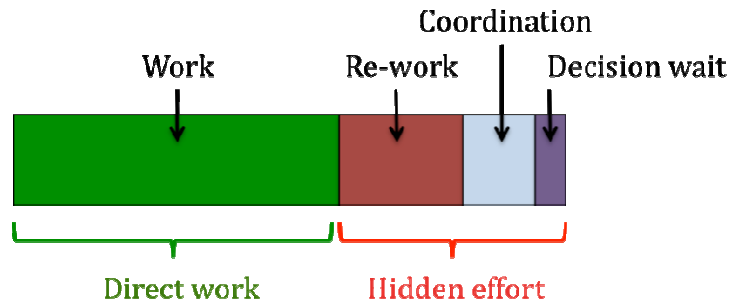 Coordination
Work
Re-work
Decision wait
Direct work
Hidden effort